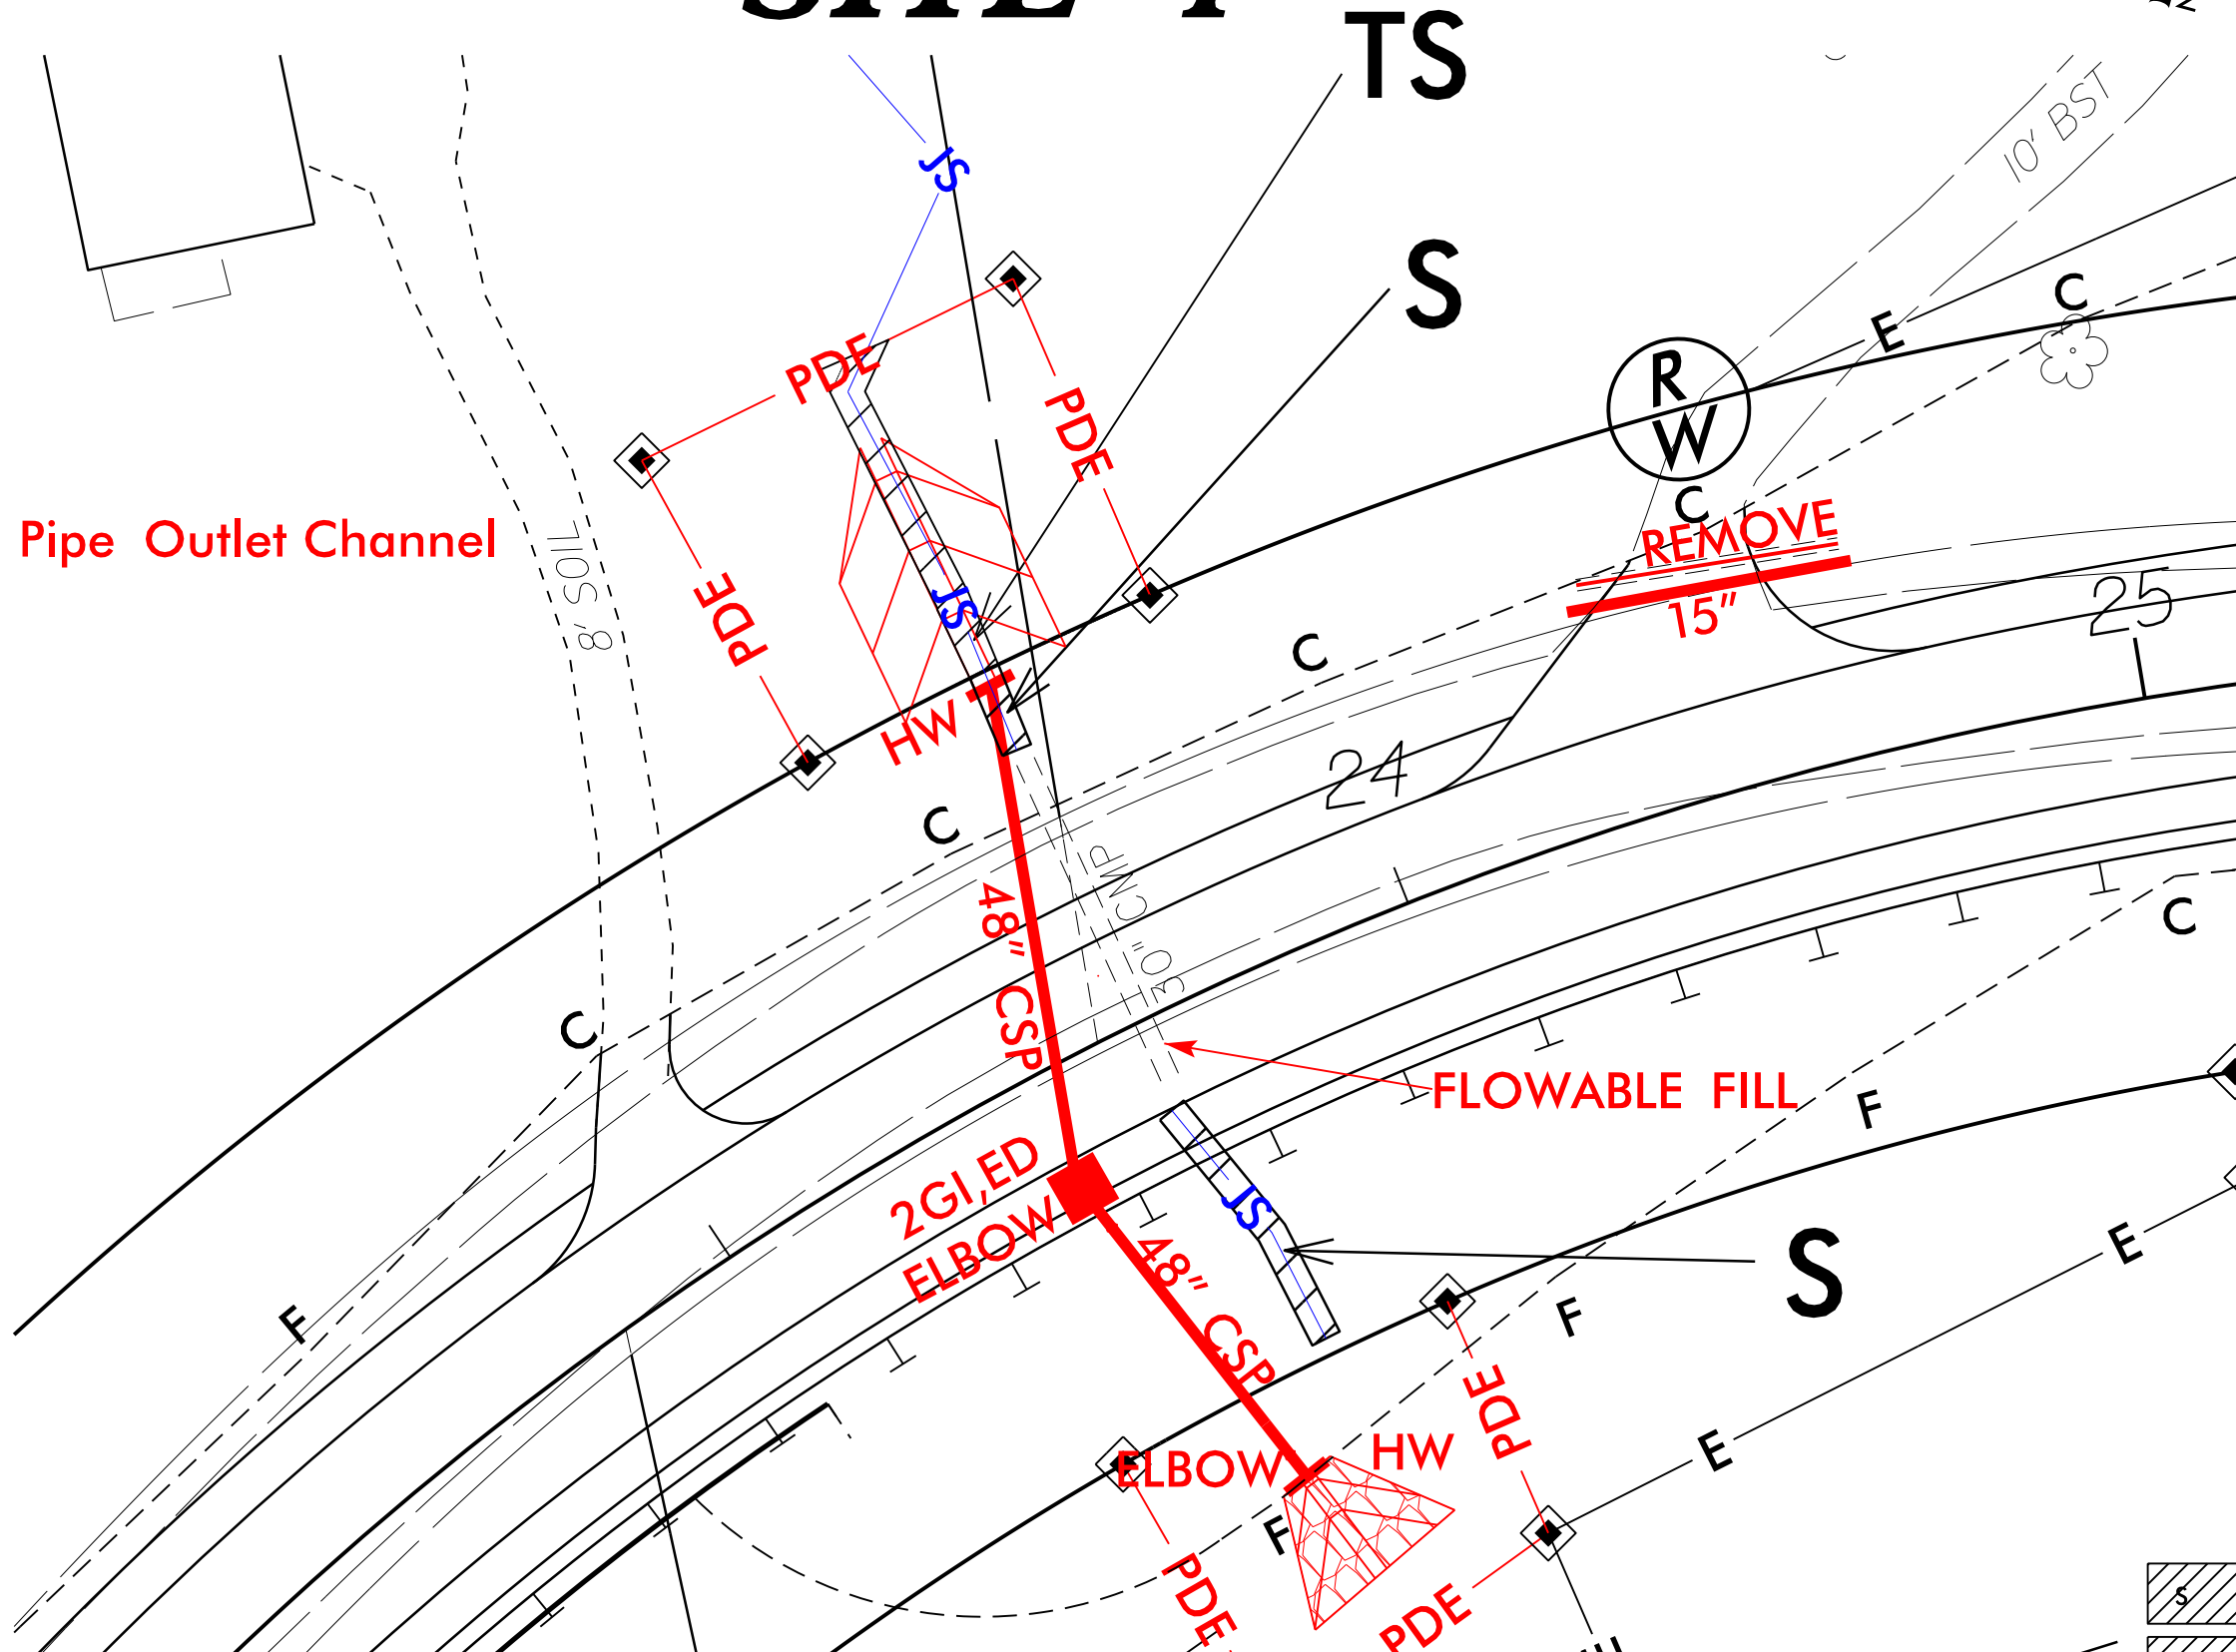 TS
10' BST
JS
S
E
C
R
W
PDE
PDE
Pipe Outlet Channel
8' SOIL
C
REMOVE
15"
25
JS
PDE
C
HW
24
C
48" CSP
30" CMP
C
C
FLOWABLE FILL
F
2GI,ED
ELBOW
JS
48" CSP
S
E
F
F
PDE
ELBOW
HW
E
F
PDE
PDE
S